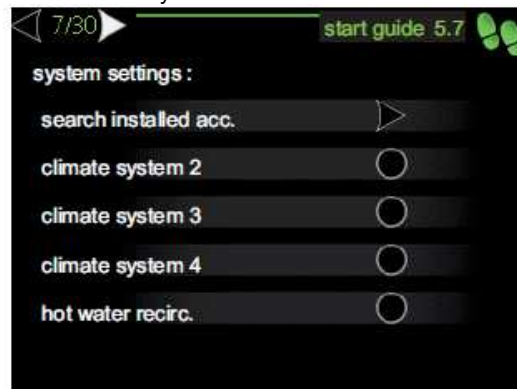 7/30
start guide 5.7
system settings :
search installed acc.
climate system 2
climate system 3
climate system 4
hot water recirc.